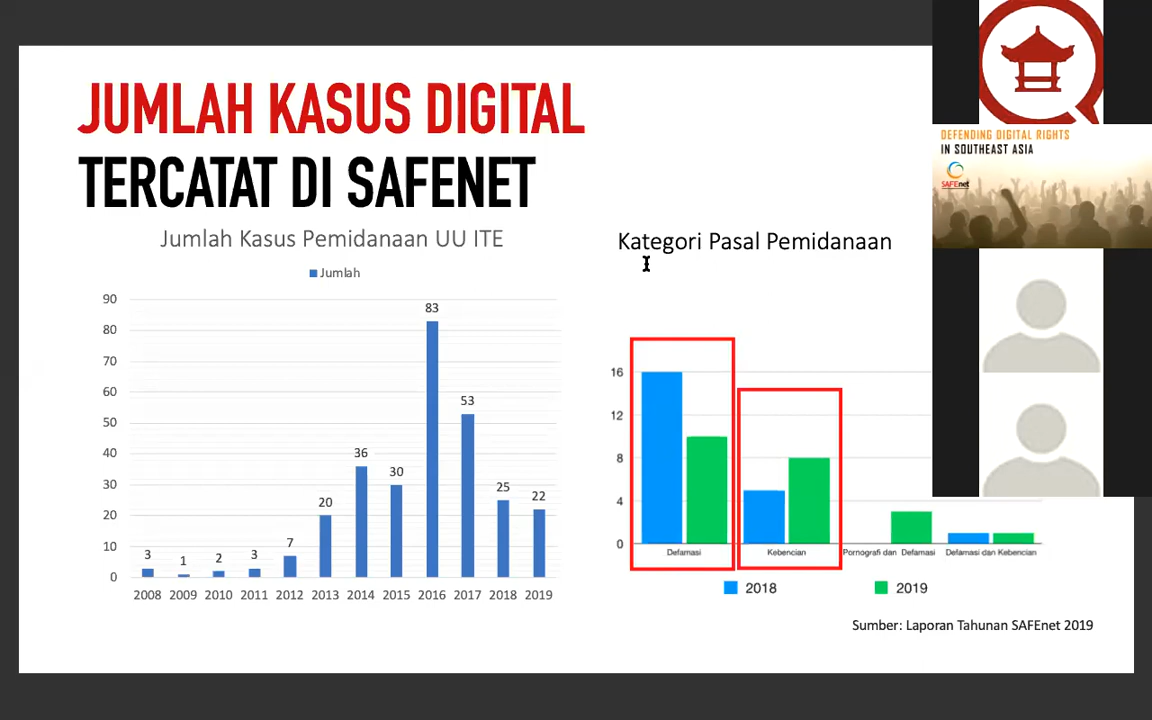 JUMLAH KASUS DIGITAL
TERCATAT DI SAFENET
DEFENDING DIGITAL RIGHTS
IN SOUTHEAST ASIA
SAFEnet
Jumlah Kasus Pemidanaan UU ITE
Jumlah
90
80
70
60
50
40
30
20
10
0
3
1
2
3
7
20
36
30
83
53
25
22
2008 2009 2010 2011 2012 2013 2014 2015 2016 2017 2018 2019
Kategori Pasal Pemidanaan
16
12
8
4
0
Defamasi
Kebencian
Pornografi dan Defamasi
Defamasi dan Kebencian
2018
2019
Sumber: Laporan Tahunan SAFEnet 2019